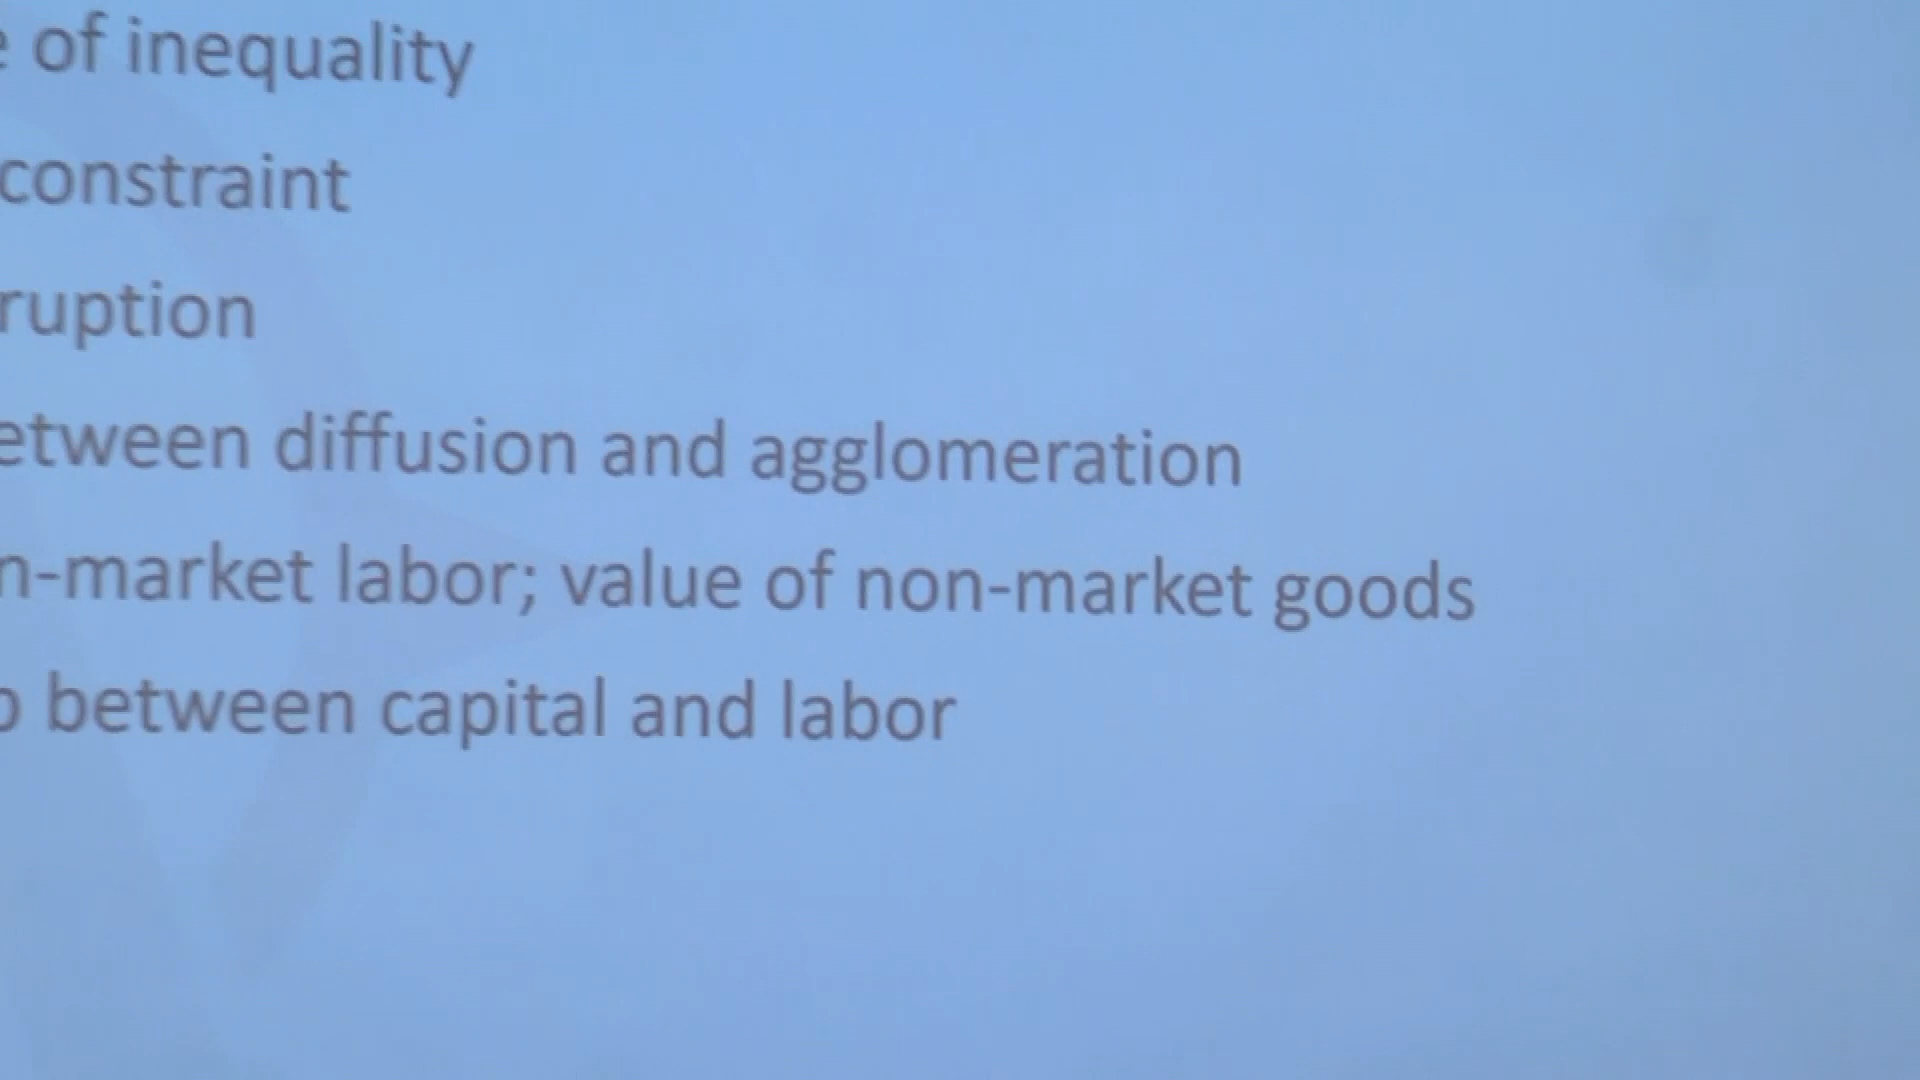 of inequality
constraint
ruption
etween diffusion and agglomeration
n-market labor; value of non-market goods
between capital and labor